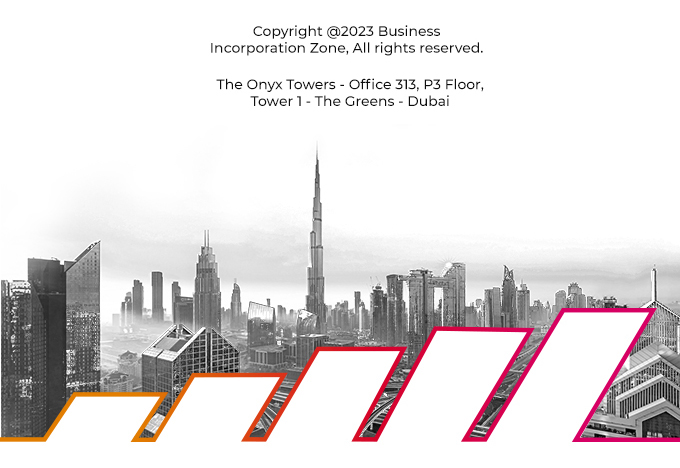 Copyright @2023 Business
Incorporation Zone, All rights reserved.
The Onyx Towers - Office 313, P3 Floor,
Tower 1 - The Greens - Dubai